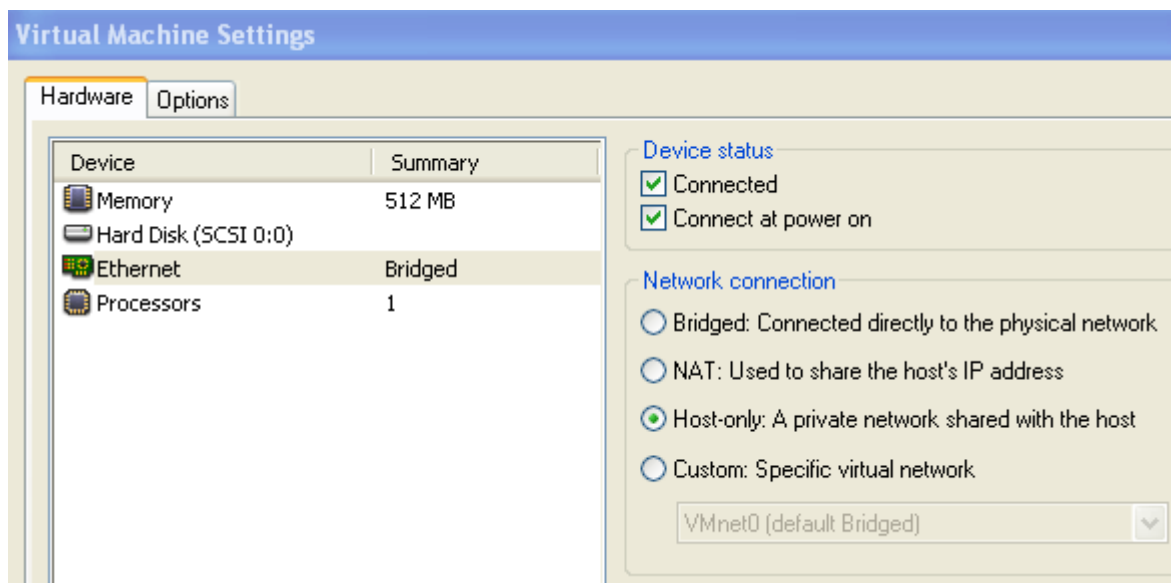 Virtual Machine Settings
Hardware Options
Device Summary
Memory 512 MB
Hard Disk (SCSI 0:0)
Ethernet Bridged
Processors 1
Device status
Connected
Connect at power on
Network connection
Bridged: Connected directly to the physical network
NAT: Used to share the host's IP address
Host-only: A private network shared with the host
Custom: Specific virtual network
VMnet0 (default Bridged)